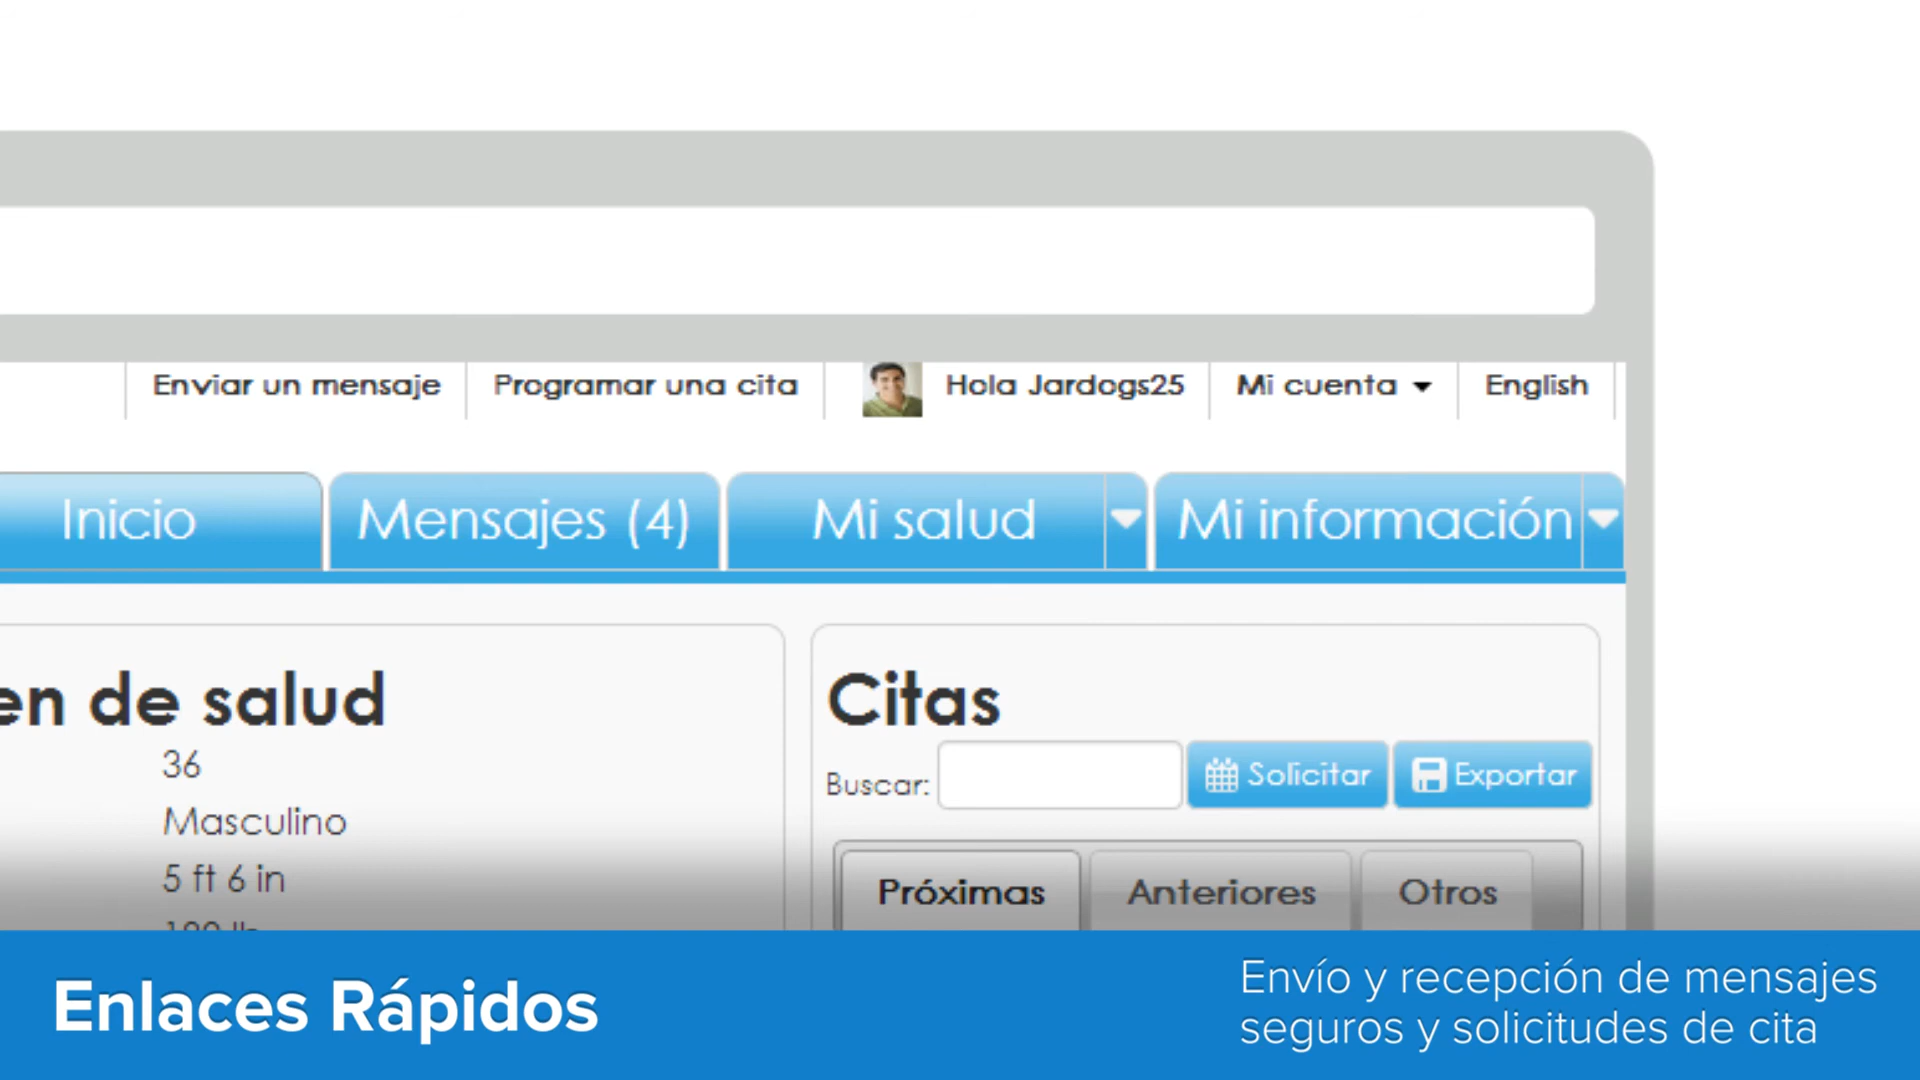 Enviar un mensaje Programar una cita Hola Jardogs25 Mi cuenta English
Inicio Mensajes (4) Mi salud Mi información
en de salud
36
Masculino
5 ft 6 in
Citas
Buscar: Solicitar Exportar
Próximas Anteriores Otros
Enlaces Rápidos
Envío y recepción de mensajes
seguros y solicitudes de cita